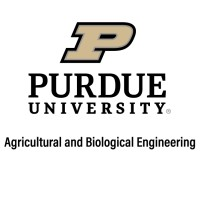 P
PURDUE
UNIVERSITY®
Agricultural and Biological Engineering